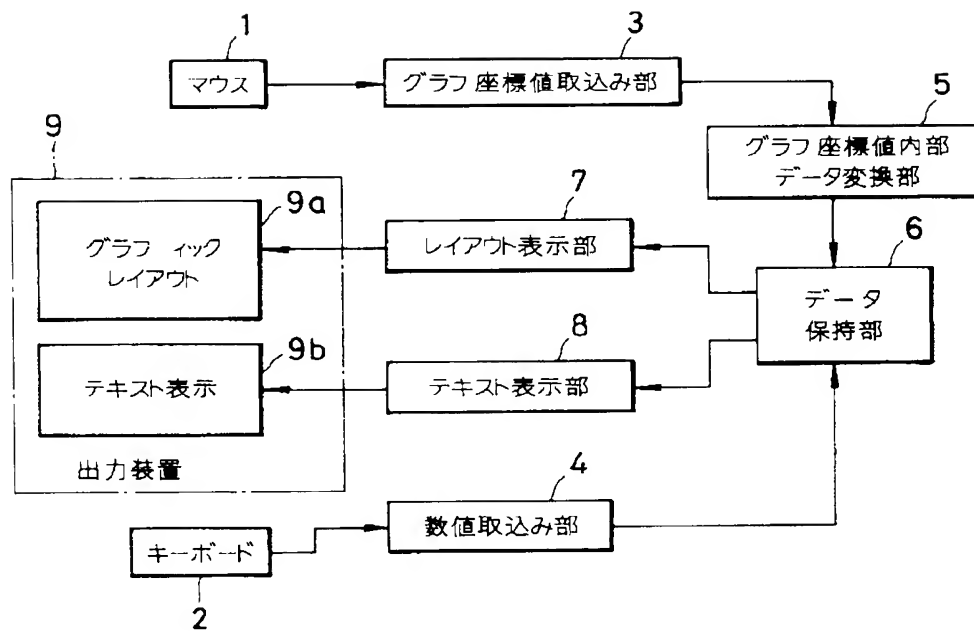 1
マウス
3
グラフ座標値取込み部
5
グラフ座標値内部
データ変換部
9
9a
グラフィック
レイアウト
7
レイアウト表示部
6
データ
保持部
9b
テキスト表示
8
テキスト表示部
出力装置
4
数値取込み部
キーボード
2